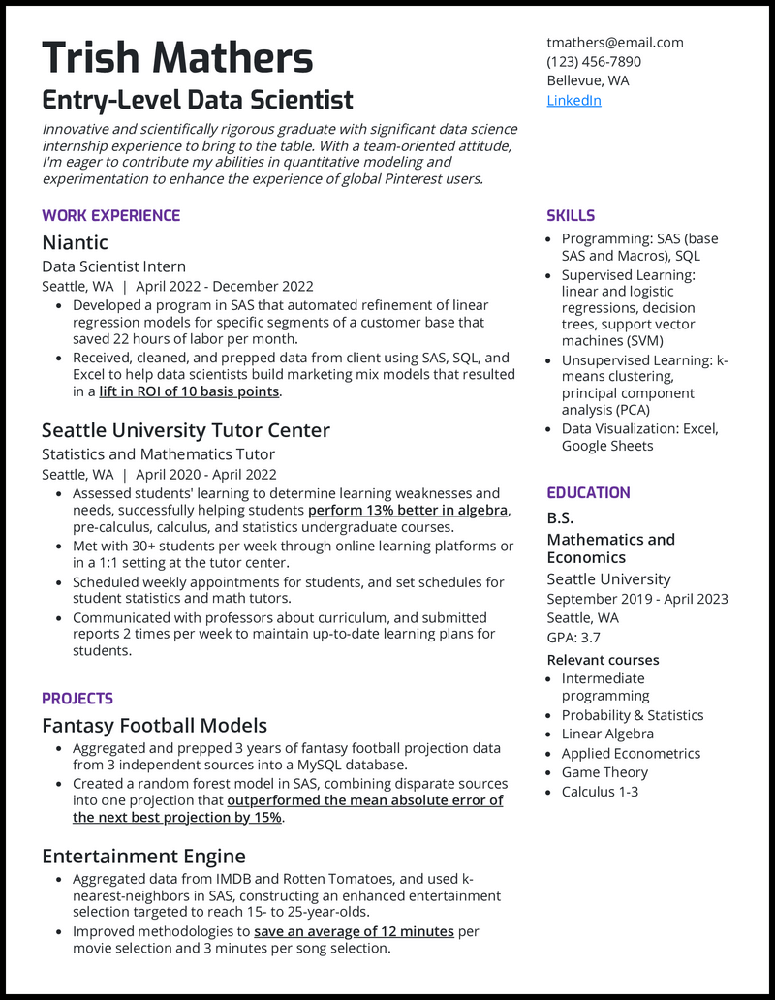 Trish Mathers
Entry-Level Data Scientist
Innovative and scientifically rigorous graduate with significant data science
internship experience to bring to the table. With a team-oriented attitude,
I'm eager to contribute my abilities in quantitative modeling and
experimentation to enhance the experience of global Pinterest users.
tmathers@email.com
(123) 456-7890
Bellevue, WA
LinkedIn
WORK EXPERIENCE
Niantic
Data Scientist Intern
Seattle, WA | April 2022 - December 2022
• Developed a program in SAS that automated refinement of linear
regression models for specific segments of a customer base that
saved 22 hours of labor per month.
• Received, cleaned, and prepped data from client using SAS, SQL, and
Excel to help data scientists build marketing mix models that resulted
in a lift in ROI of 10 basis points.
Seattle University Tutor Center
Statistics and Mathematics Tutor
Seattle, WA | April 2020 - April 2022
• Assessed students' learning to determine learning weaknesses and
needs, successfully helping students perform 13% better in algebra,
pre-calculus, calculus, and statistics undergraduate courses.
• Met with 30+ students per week through online learning platforms or
in a 1:1 setting at the tutor center.
• Scheduled weekly appointments for students, and set schedules for
student statistics and math tutors.
• Communicated with professors about curriculum, and submitted
reports 2 times per week to maintain up-to-date learning plans for
students.
PROJECTS
Fantasy Football Models
• Aggregated and prepped 3 years of fantasy football projection data
from 3 independent sources into a MySQL database.
• Created a random forest model in SAS, combining disparate sources
into one projection that outperformed the mean absolute error of
the next best projection by 15%.
Entertainment Engine
• Aggregated data from IMDB and Rotten Tomatoes, and used k-
nearest-neighbors in SAS, constructing an enhanced entertainment
selection targeted to reach 15- to 25-year-olds.
• Improved methodologies to save an average of 12 minutes per
movie selection and 3 minutes per song selection.
SKILLS
• Programming: SAS (base
SAS and Macros), SQL
• Supervised Learning:
linear and logistic
regressions, decision
trees, support vector
machines (SVM)
• Unsupervised Learning: k-
means clustering,
principal component
analysis (PCA)
• Data Visualization: Excel,
Google Sheets
EDUCATION
B.S.
Mathematics and
Economics
Seattle University
September 2019 - April 2023
Seattle, WA
GPA: 3.7
Relevant courses
• Intermediate
programming
• Probability & Statistics
• Linear Algebra
• Applied Econometrics
• Game Theory
• Calculus 1-3